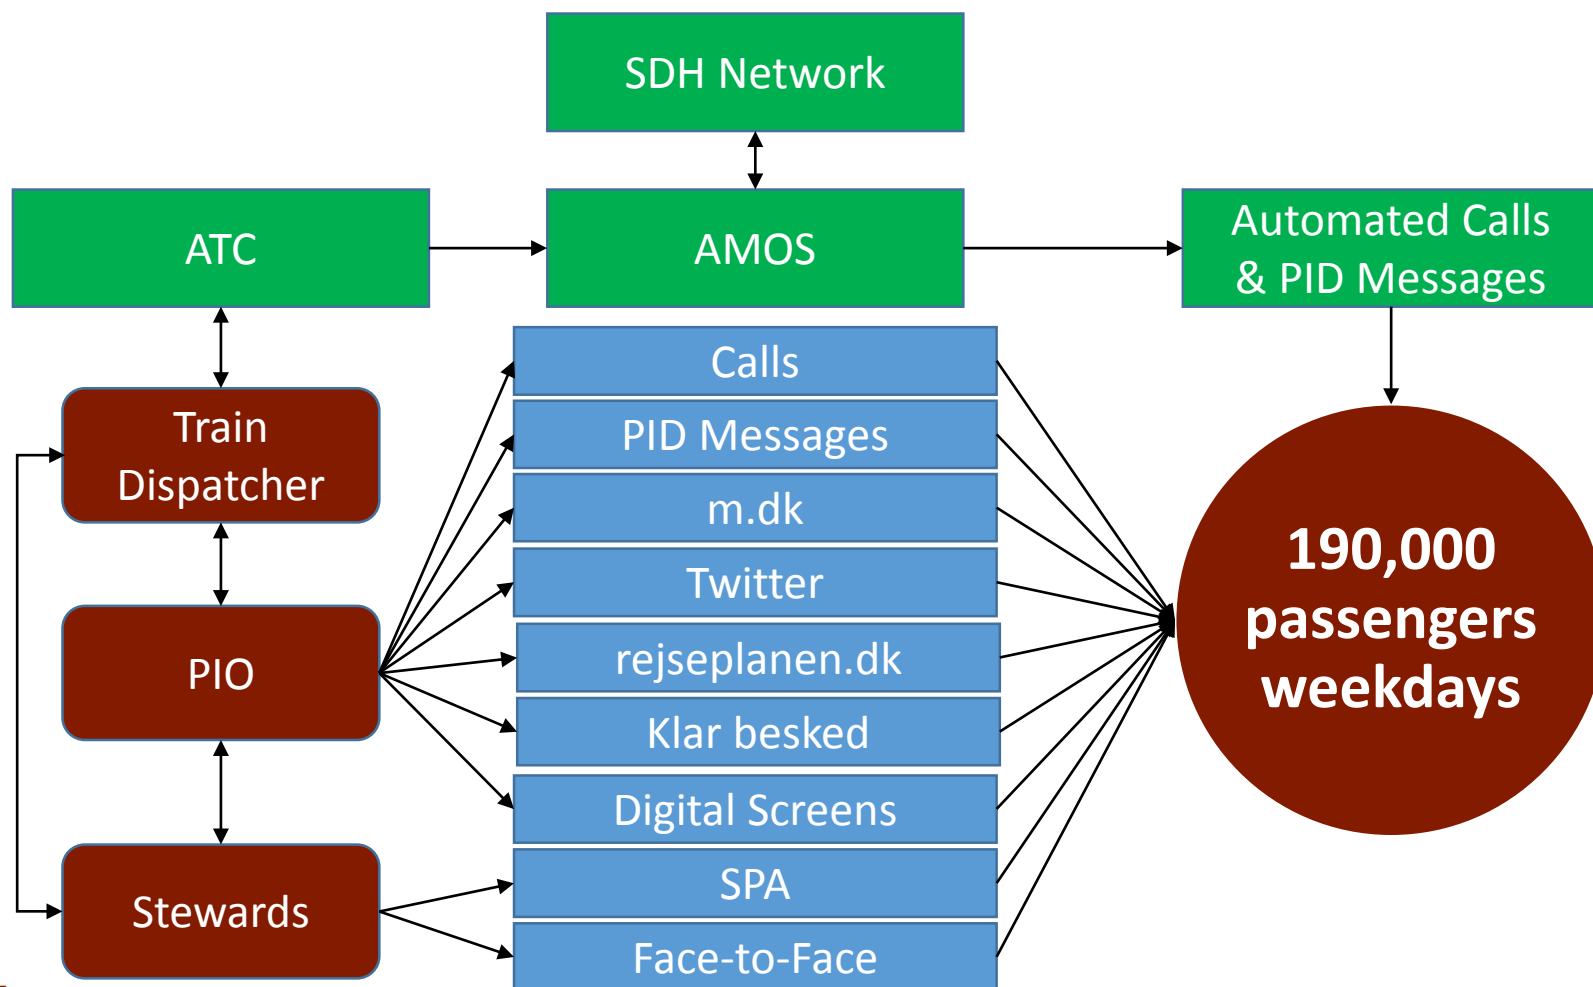 SDH Network
ATC
AMOS
Automated Calls
& PID Messages
Calls
PID Messages
m.dk
Twitter
rejseplanen.dk
Klar besked
Digital Screens
SPA
Face-to-Face
Train
Dispatcher
PIO
Stewards
190,000
passengers
weekdays